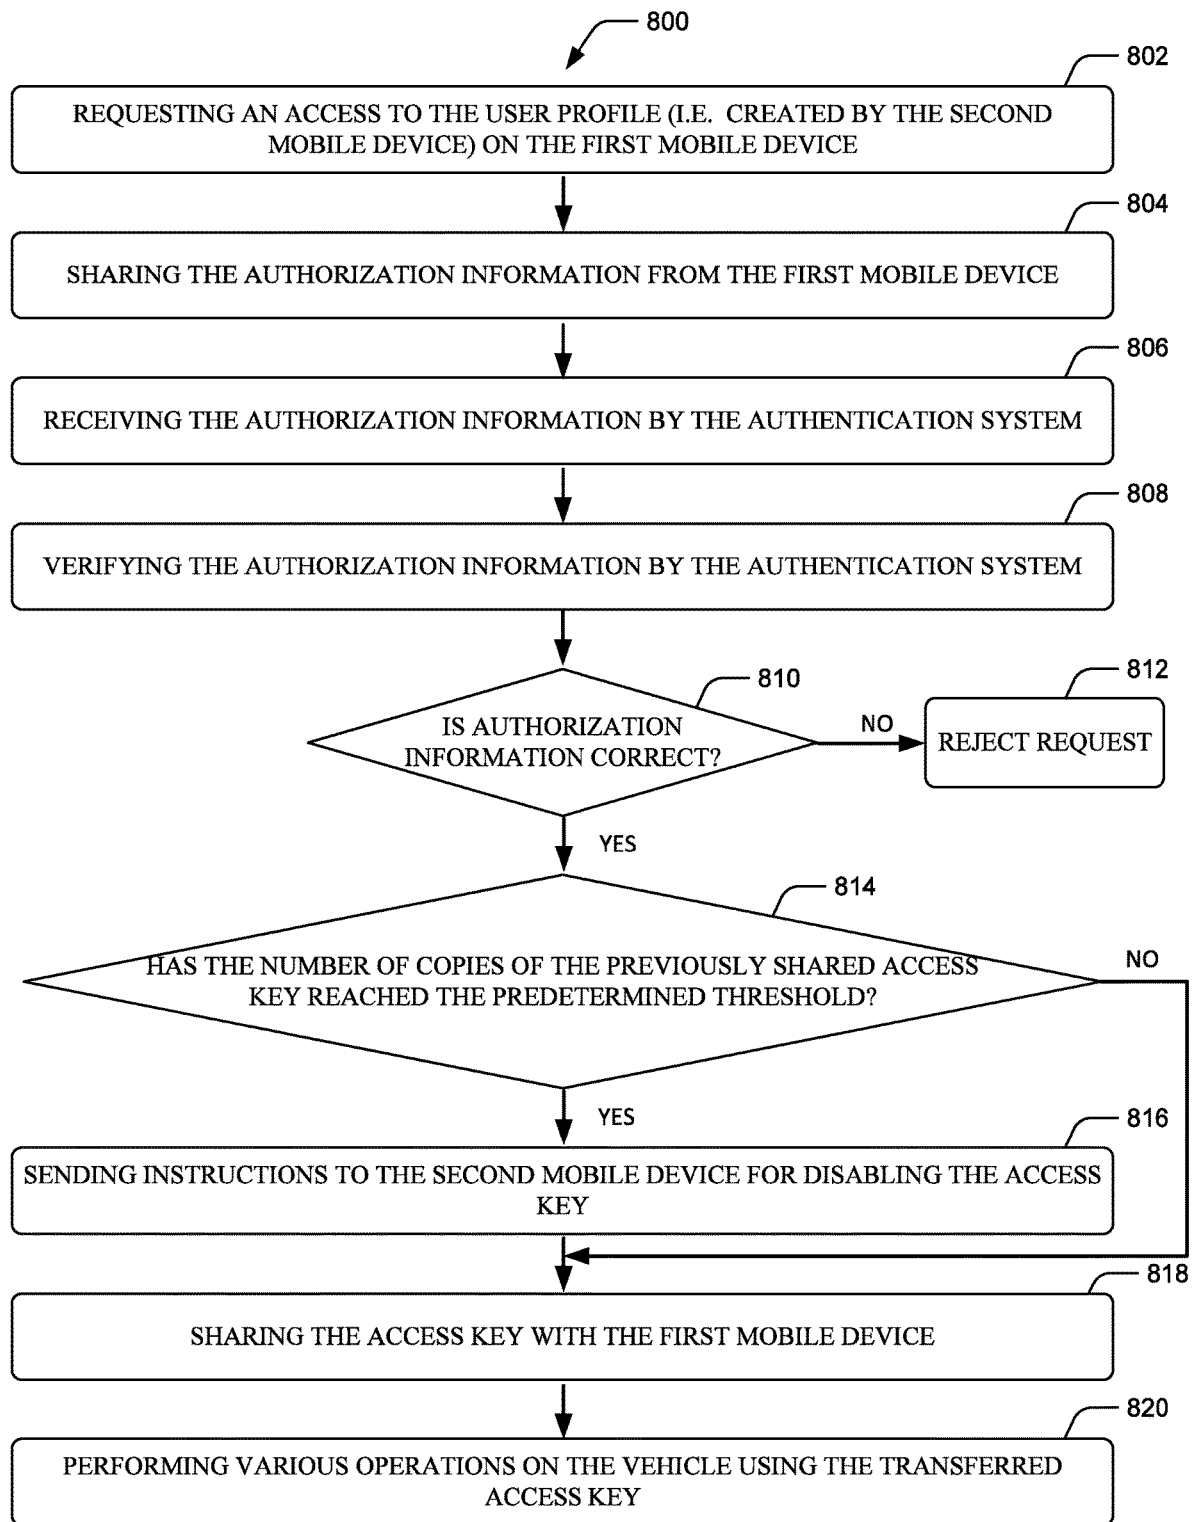 800
802
REQUESTING AN ACCESS TO THE USER PROFILE (I.E. CREATED BY THE SECOND
MOBILE DEVICE) ON THE FIRST MOBILE DEVICE
804
SHARING THE AUTHORIZATION INFORMATION FROM THE FIRST MOBILE DEVICE
806
RECEIVING THE AUTHORIZATION INFORMATION BY THE AUTHENTICATION SYSTEM
808
VERIFYING THE AUTHORIZATION INFORMATION BY THE AUTHENTICATION SYSTEM
810
IS AUTHORIZATION
INFORMATION CORRECT?
NO
812
REJECT REQUEST
YES
814
HAS THE NUMBER OF COPIES OF THE PREVIOUSLY SHARED ACCESS
KEY REACHED THE PREDETERMINED THRESHOLD?
NO
YES
816
SENDING INSTRUCTIONS TO THE SECOND MOBILE DEVICE FOR DISABLING THE ACCESS
KEY
818
SHARING THE ACCESS KEY WITH THE FIRST MOBILE DEVICE
820
PERFORMING VARIOUS OPERATIONS ON THE VEHICLE USING THE TRANSFERRED
ACCESS KEY